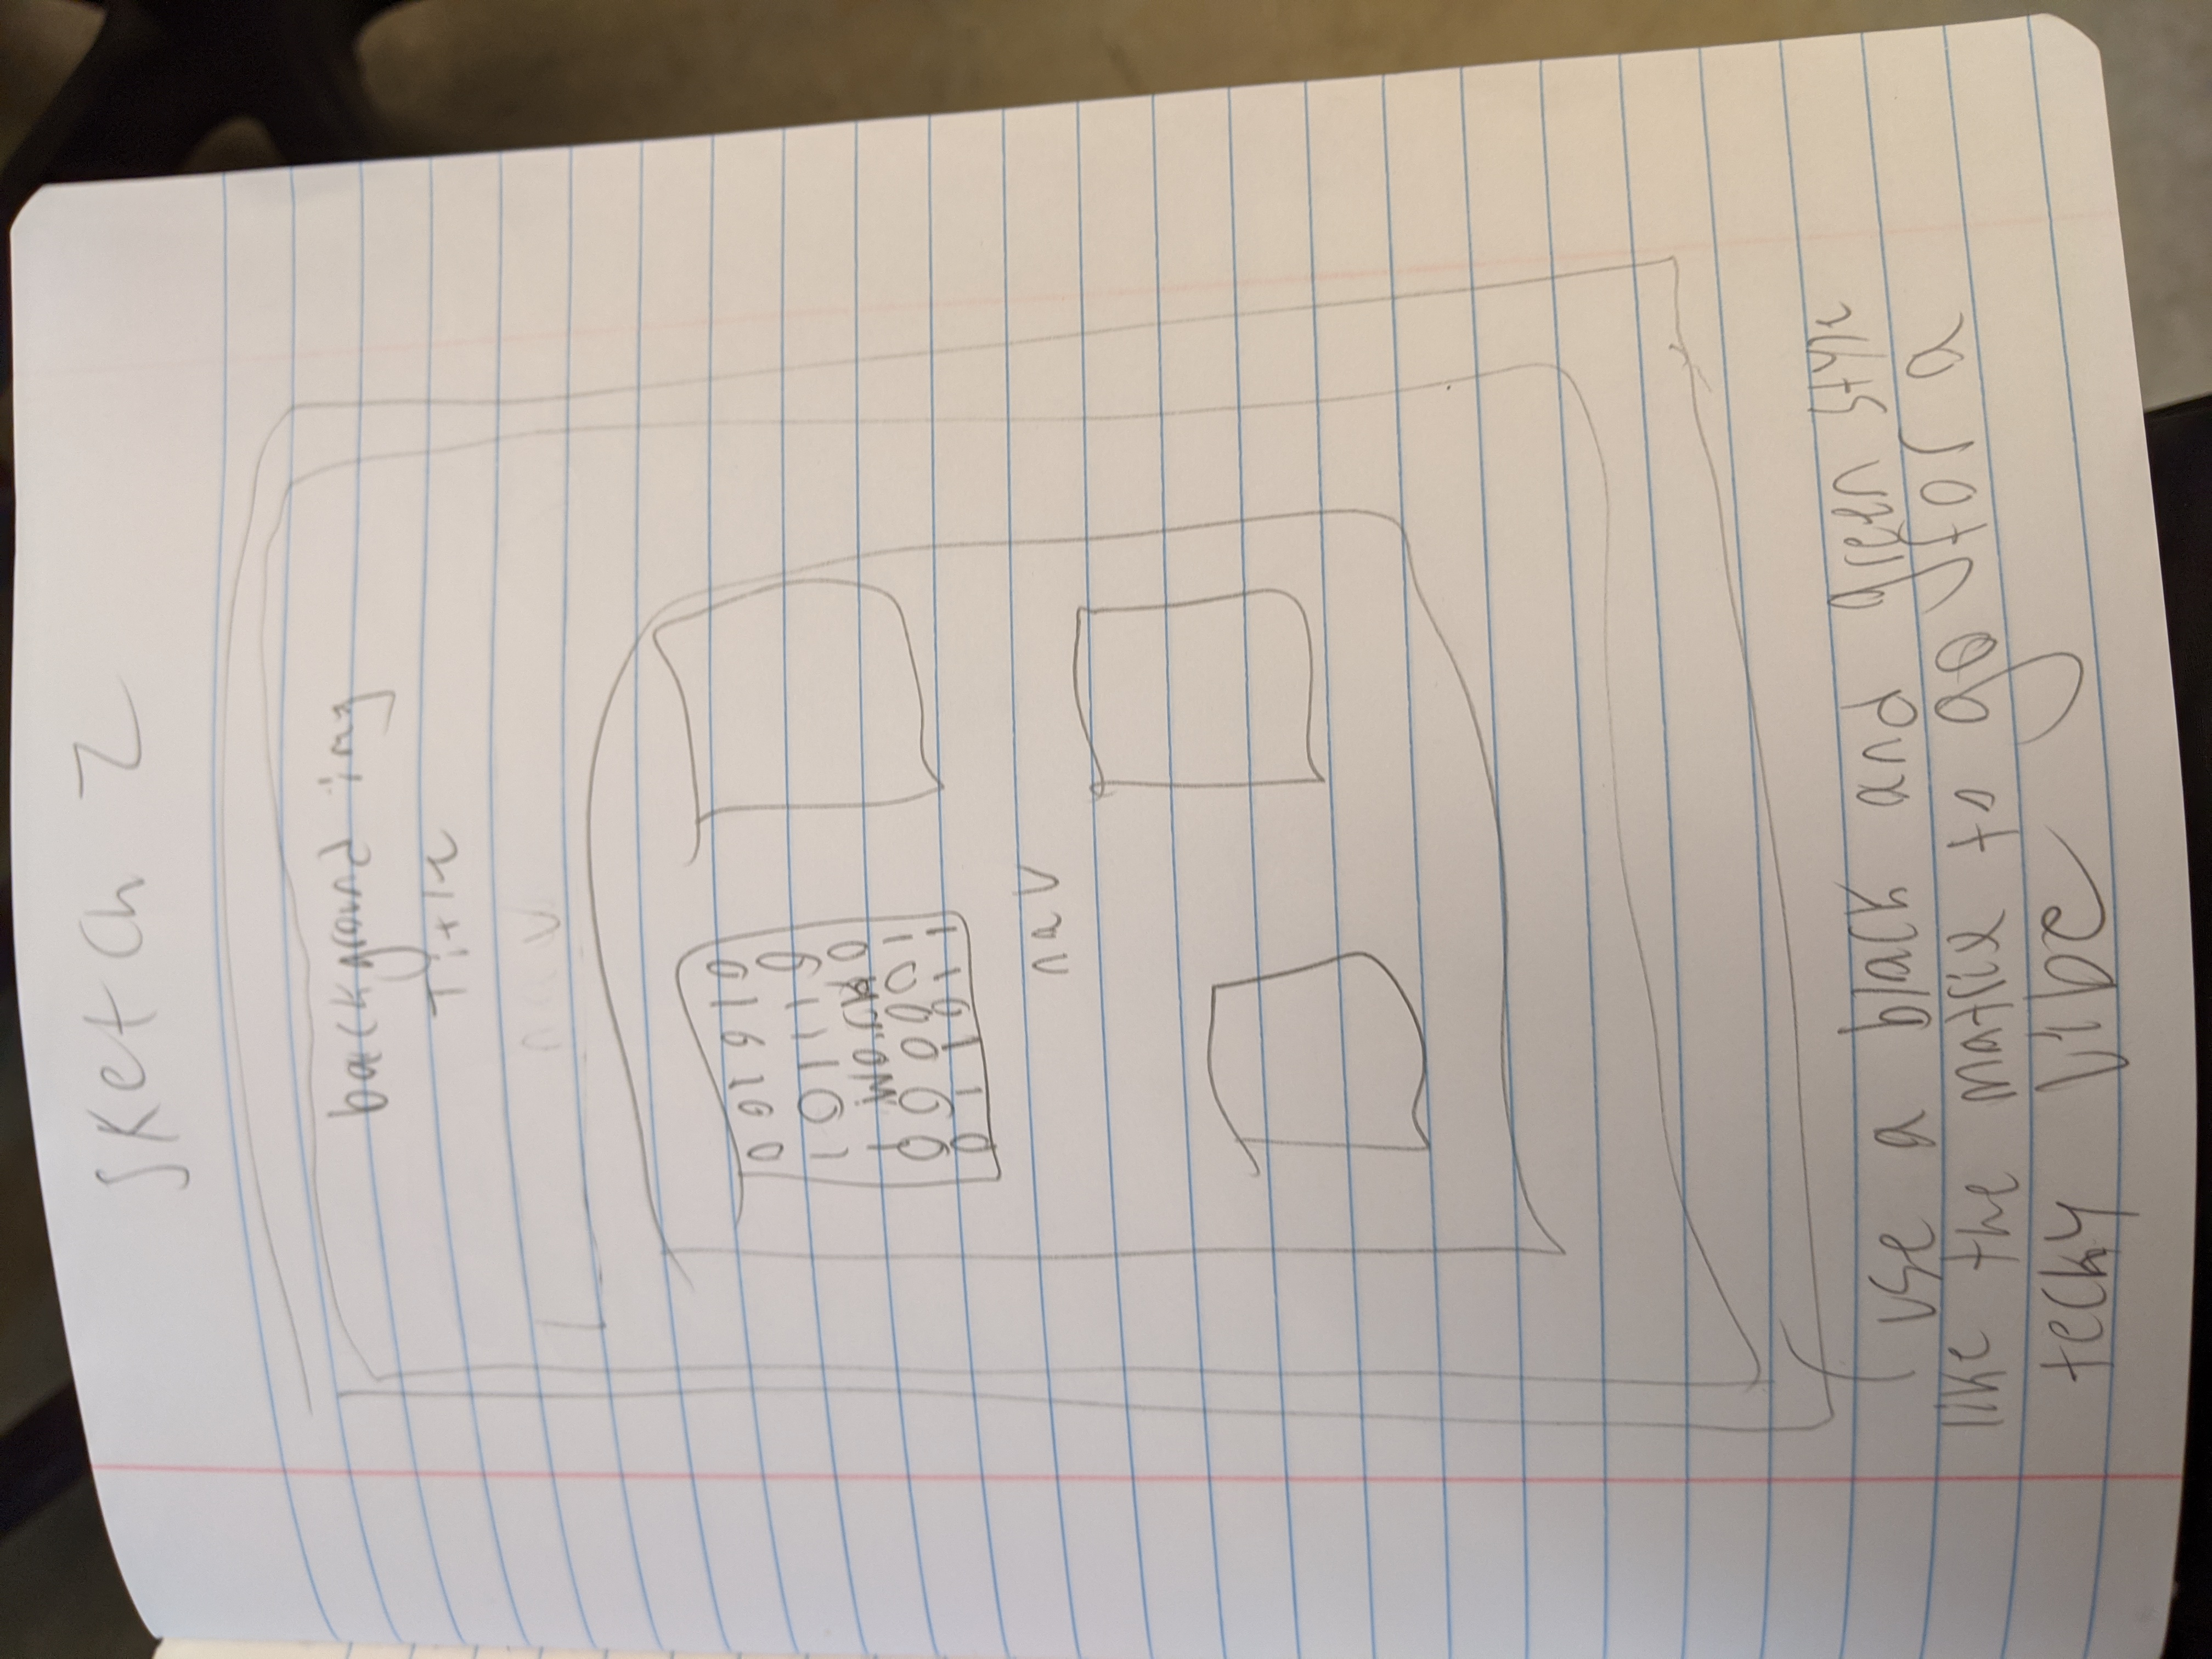 Sketch 2
background img
Title
nav
0 01 0 1 0
1 0 1 1 1 0
1 Work 0
0 0 0 0 0 1
0 1 1 0 1 1
nav
use a black and green style
like the matrix to go for a
techy vibe